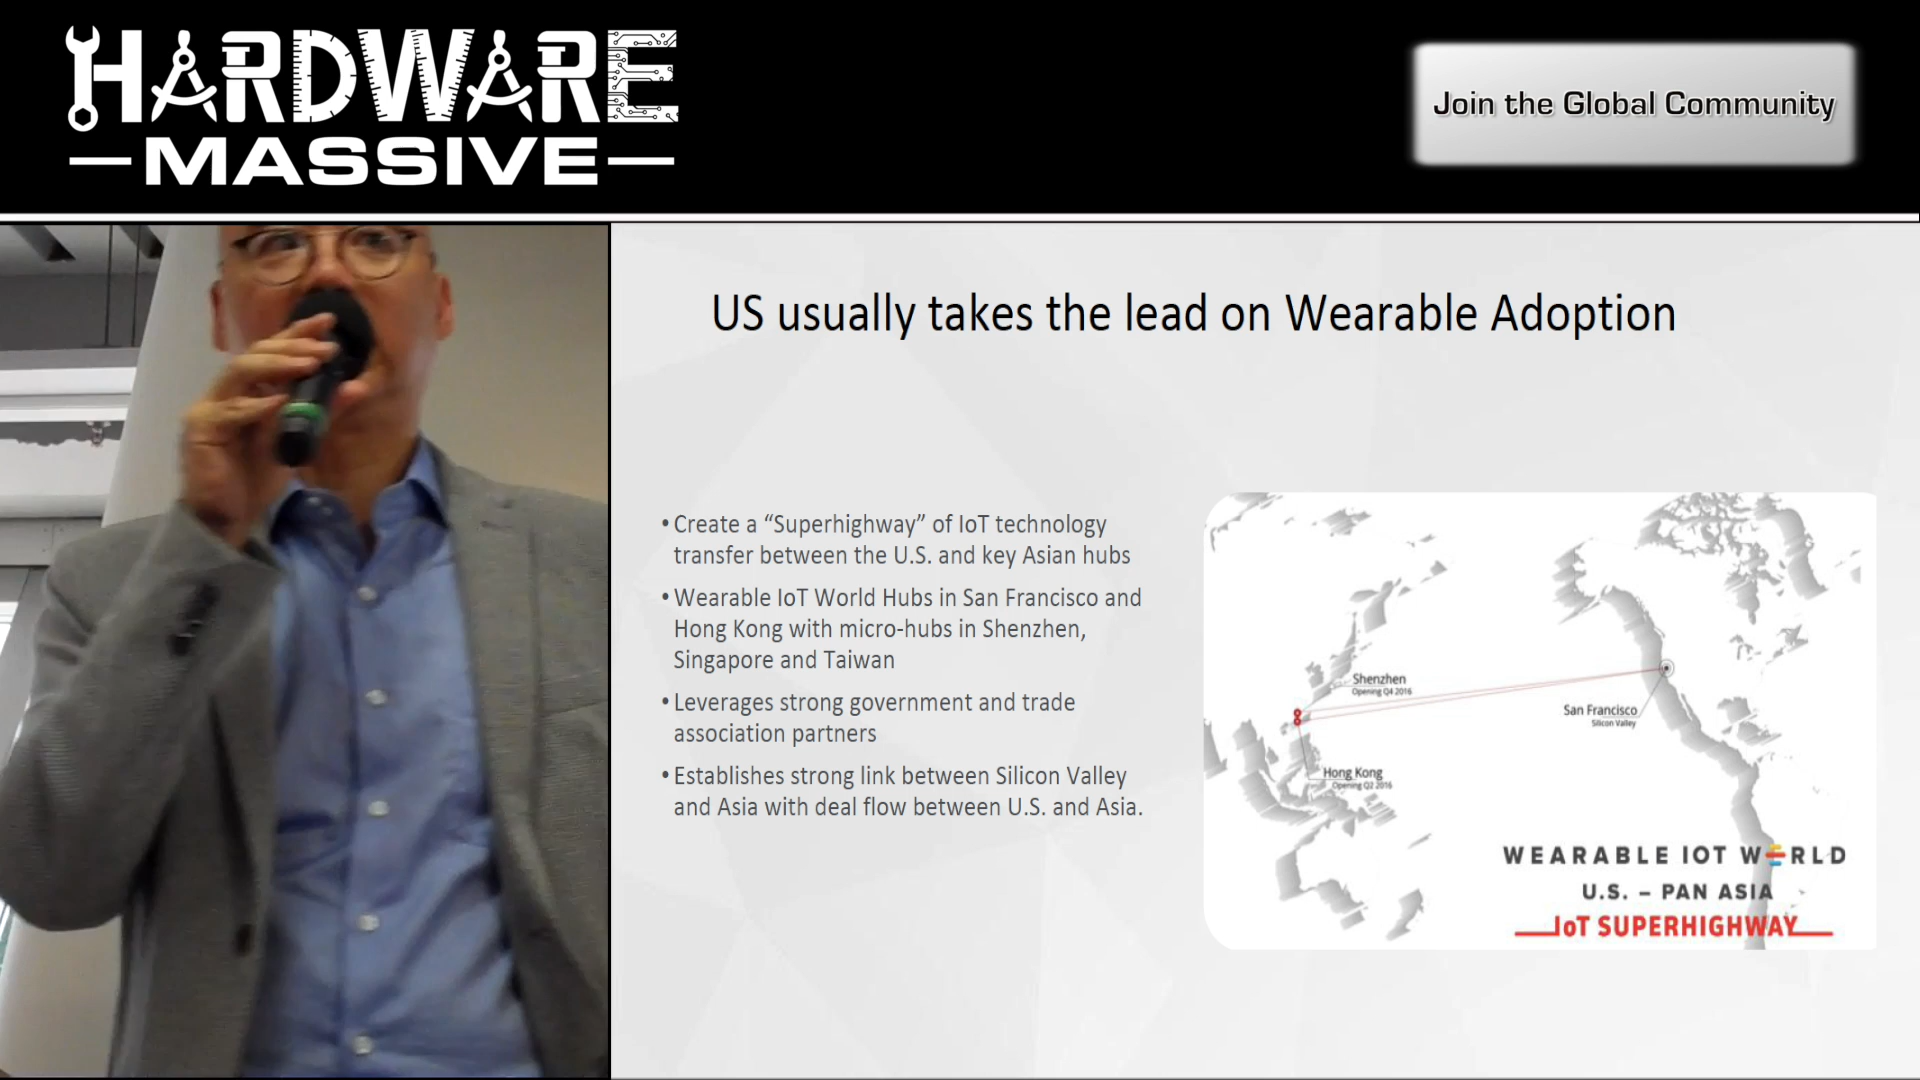 HARDWARE
MASSIVE
Join the Global Community
US usually takes the lead on Wearable Adoption
• Create a “Superhighway” of IoT technology
transfer between the U.S. and key Asian hubs
• Wearable IoT World Hubs in San Francisco and
Hong Kong with micro-hubs in Shenzhen,
Singapore and Taiwan
• Leverages strong government and trade
association partners
• Establishes strong link between Silicon Valley
and Asia with deal flow between U.S. and Asia.
Shenzhen
Opening Q4 2016
San Francisco
Silicon Valley
Hong Kong
Opening Q2 2016
WEARABLE IOT WORLD
U.S. – PAN ASIA
IoT SUPERHIGHWAY